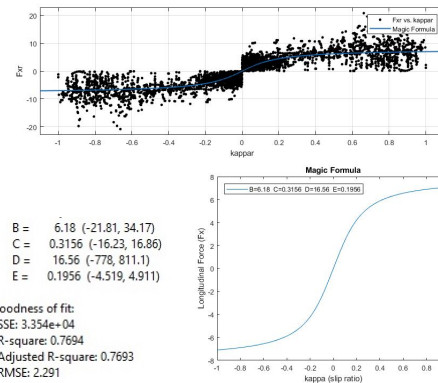 20
10
0
-10
-20
Fxr
-1 -0.8 -0.6 -0.4 -0.2 0 0.2 0.4 0.6 0.8 1
kappar
Fxr vs. kappar
Magic Formula
B = 6.18 (-21.81, 34.17)
C = 0.3156 (-16.23, 16.86)
D = 16.56 (-778, 811.1)
E = 0.1956 (-4.519, 4.911)
oodness of fit:
SSE: 3.354e+04
R-square: 0.7694
Adjusted R-square: 0.7693
RMSE: 2.291
Magic Formula
B=6.18 C=0.3156 D=16.56 E=0.1956
8
6
4
2
0
-2
-4
-6
-8
Longitudinal Force (Fx)
-1 -0.8 -0.6 -0.4 -0.2 0 0.2 0.4 0.6 0.8 1
kappa (slip ratio)